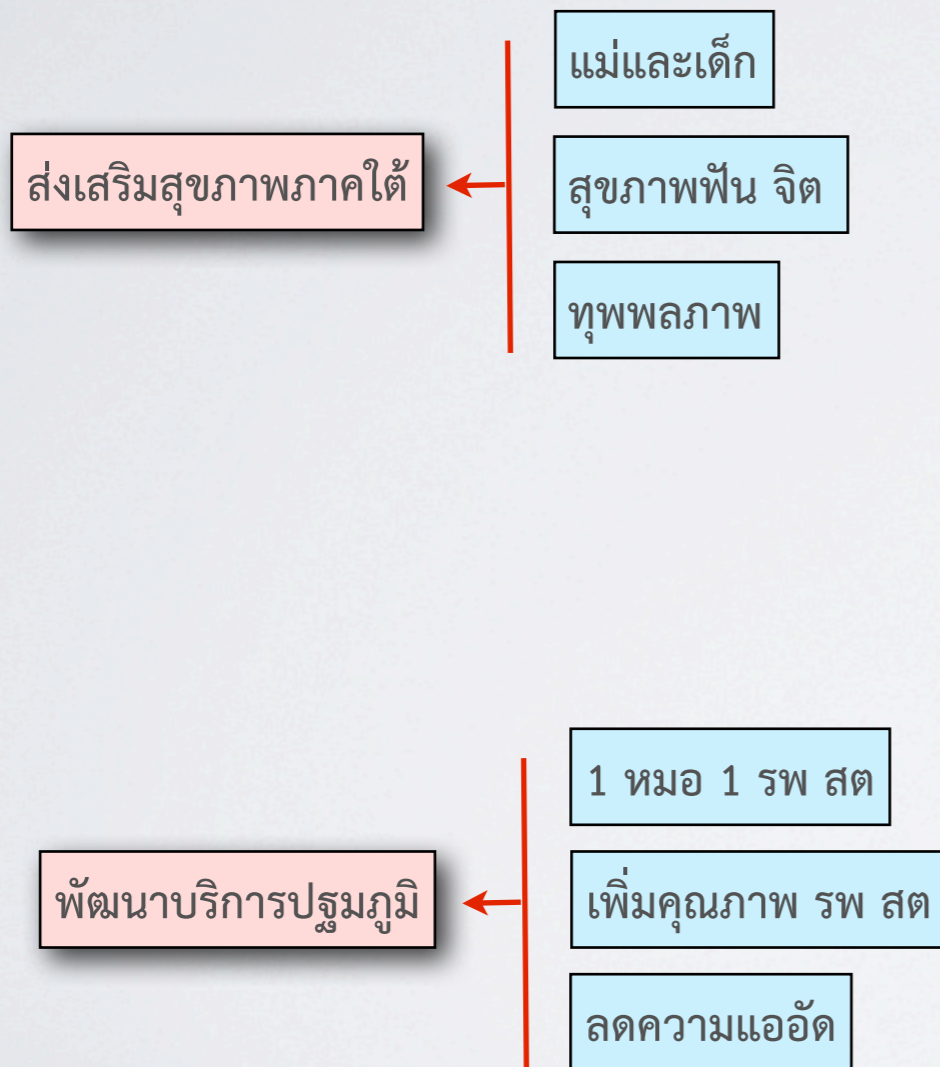 แม่และเด็ก
ส่งเสริมสุขภาพภาคใต้
สุขภาพฟัน จิต
ทุพพลภาพ
1 หมอ 1 รพ สต
พัฒนาบริการปฐมภูมิ
เพิ่มคุณภาพ รพ สต
ลดความแออัด